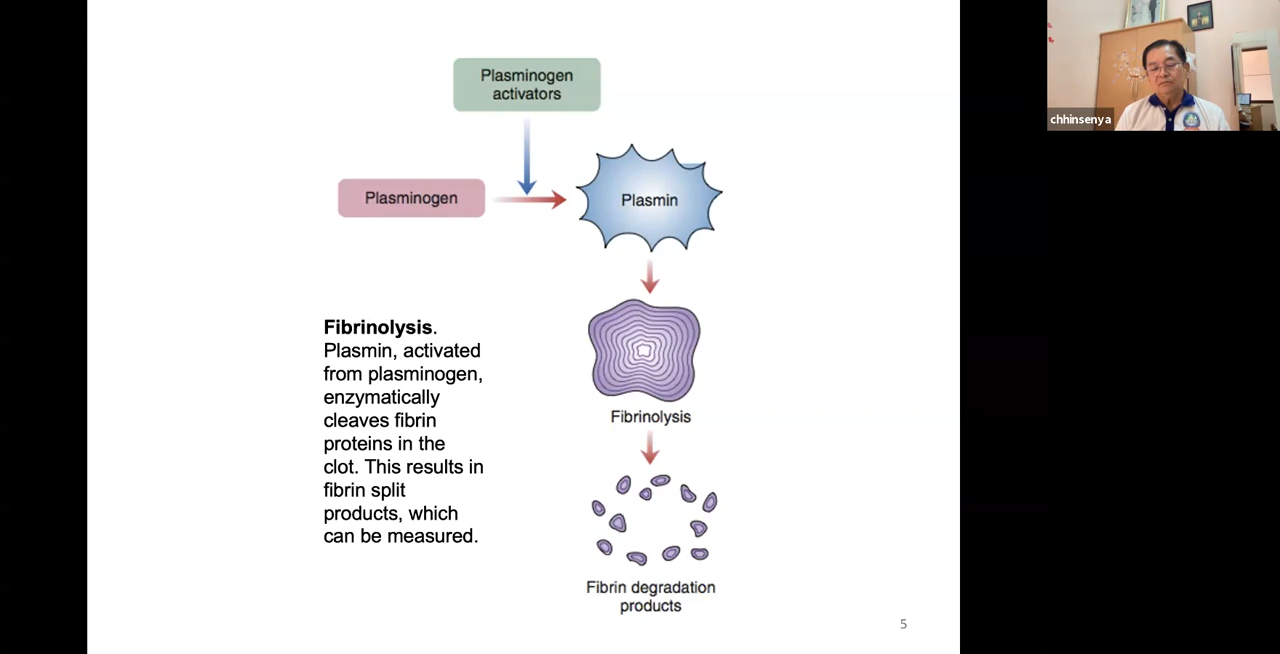 Plasminogen
activators
Plasminogen
Plasmin
Fibrinolysis.
Plasmin, activated
from plasminogen,
enzymatically
cleaves fibrin
proteins in the
clot. This results in
fibrin split
products, which
can be measured.
Fibrinolysis
Fibrin degradation
products
5
chhinsenya